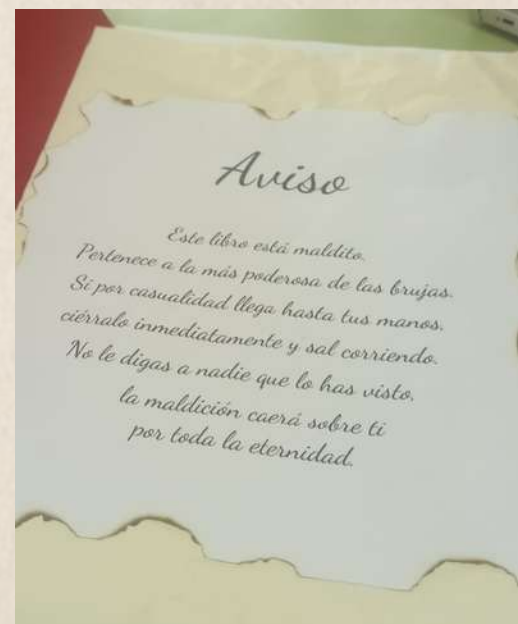 Aviso
Este libro está maldito.
Pertenece a la más poderosa de las brujas.
Si por casualidad llega hasta tus manos,
ciérralo inmediatamente y sal corriendo.
No le digas a nadie que lo has visto,
la maldición caerá sobre ti
por toda la eternidad.